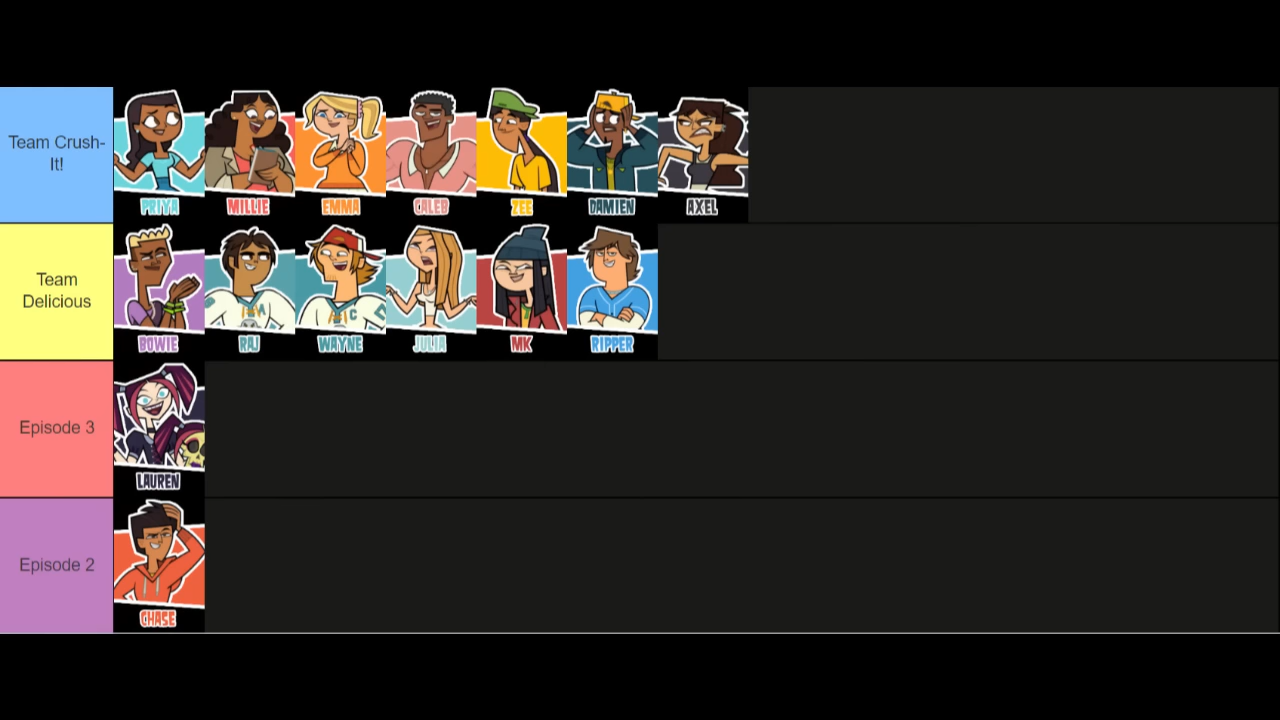 Team Crush-
It!
PRIYA MILLIE EMMA CALEB ZEE DAMIEN AXEL
Team
Delicious
BOWIE RAJ WAYNE JULIA MK RIPPER
Episode 3
LAUREN
Episode 2
CHASE